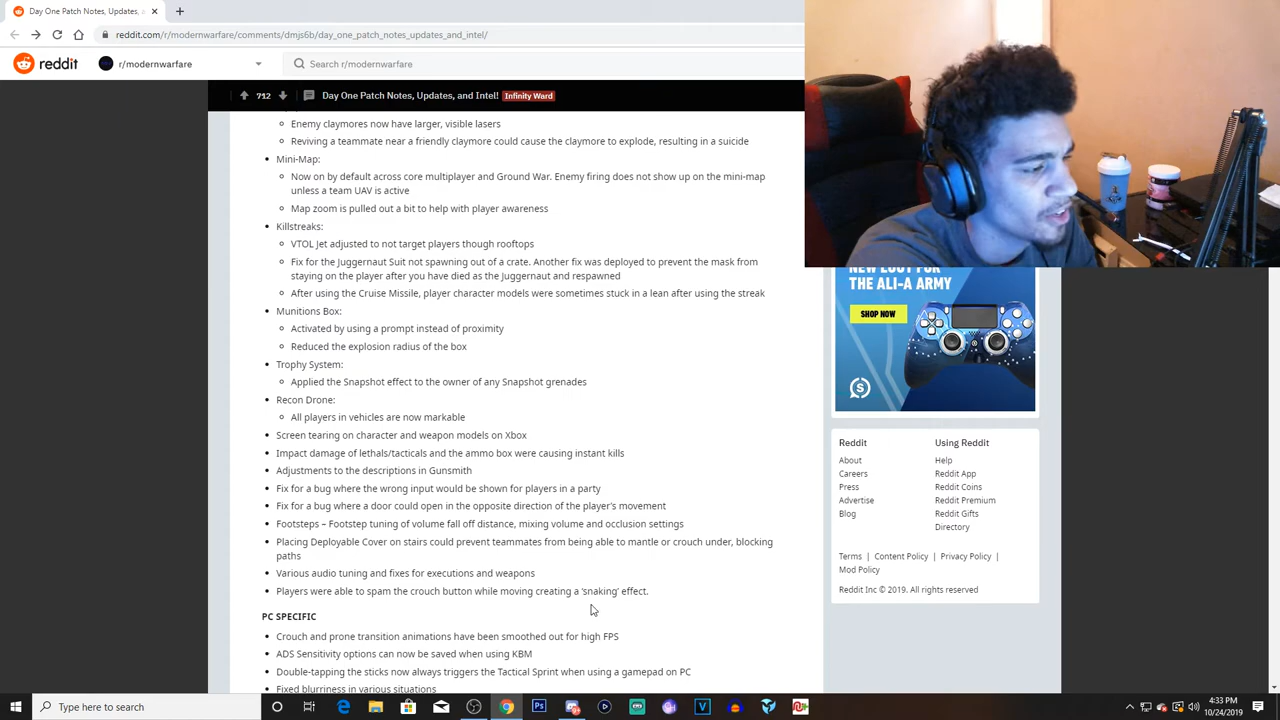 Day One Patch Notes, Updates, a
reddit.com/r/modernwarfare/comments/dmjs6b/day_one_patch_notes_updates_and_intel/
reddit
r/modernwarfare
Search r/modernwarfare
712
Day One Patch Notes, Updates, and Intel!
Infinity Ward
Enemy claymores now have larger, visible lasers
Reviving a teammate near a friendly claymore could cause the claymore to explode, resulting in a suicide
Mini-Map:
Now on by default across core multiplayer and Ground War. Enemy firing does not show up on the mini-map
unless a team UAV is active
Map zoom is pulled out a bit to help with player awareness
Killstreaks:
VTOL Jet adjusted to not target players though rooftops
Fix for the Juggernaut Suit not spawning out of a crate. Another fix was deployed to prevent the mask from
staying on the player after you have died as the Juggernaut and respawned
After using the Cruise Missile, player character models were sometimes stuck in a lean after using the streak
Munitions Box:
Activated by using a prompt instead of proximity
Reduced the explosion radius of the box
Trophy System:
Applied the Snapshot effect to the owner of any Snapshot grenades
Recon Drone:
All players in vehicles are now markable
Screen tearing on character and weapon models on Xbox
Impact damage of lethals/tacticals and the ammo box were causing instant kills
Adjustments to the descriptions in Gunsmith
Fix for a bug where the wrong input would be shown for players in a party
Fix for a bug where a door could open in the opposite direction of the player's movement
Footsteps – Footstep tuning of volume fall off distance, mixing volume and occlusion settings
Placing Deployable Cover on stairs could prevent teammates from being able to mantle or crouch under, blocking
paths
Various audio tuning and fixes for executions and weapons
Players were able to spam the crouch button while moving creating a 'snaking' effect.
PC SPECIFIC
Crouch and prone transition animations have been smoothed out for high FPS
ADS Sensitivity options can now be saved when using KBM
Double-tapping the sticks now always triggers the Tactical Sprint when using a gamepad on PC
Fixed blurriness in various situations
NEW LOOT FOR
THE ALI-A ARMY
SHOP NOW
Reddit
Using Reddit
About
Help
Careers
Reddit App
Press
Reddit Coins
Advertise
Reddit Premium
Blog
Reddit Gifts
Directory
Terms | Content Policy | Privacy Policy |
Mod Policy
Reddit Inc © 2019. All rights reserved
Type here to search
4:33 PM
10/24/2019